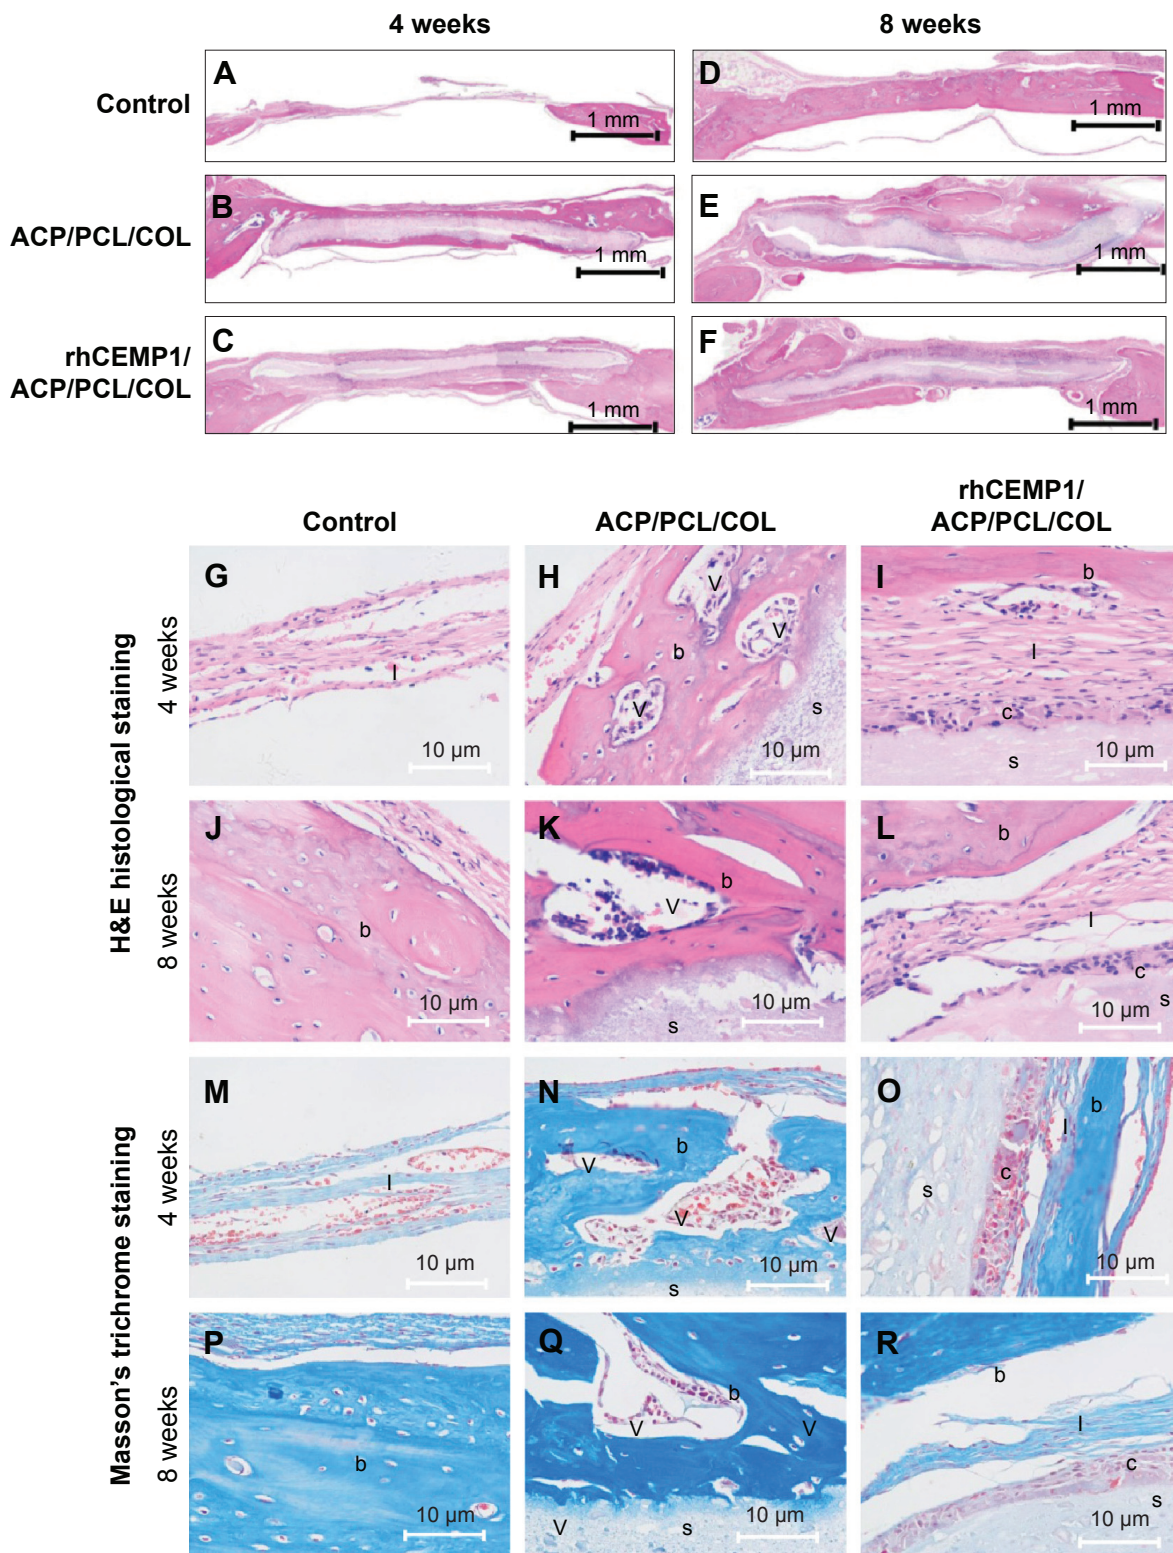 4 weeks
8 weeks
Control
A
1 mm
D
1 mm
ACP/PCL/COL
B
1 mm
E
1 mm
rhCEMP1/
ACP/PCL/COL
C
1 mm
F
1 mm
Control
ACP/PCL/COL
rhCEMP1/
ACP/PCL/COL
H&E histological staining
4 weeks
G
l
10 µm
H
V
V
b
V
s
10 µm
I
b
l
c
s
10 µm
8 weeks
J
b
10 µm
K
b
V
s
10 µm
L
b
l
c
s
10 µm
Masson's trichrome staining
4 weeks
M
l
10 µm
N
b
V
V
V
s
10 µm
O
b
l
c
s
10 µm
8 weeks
P
b
10 µm
Q
b
V
V
V
s
10 µm
R
b
l
c
s
10 µm